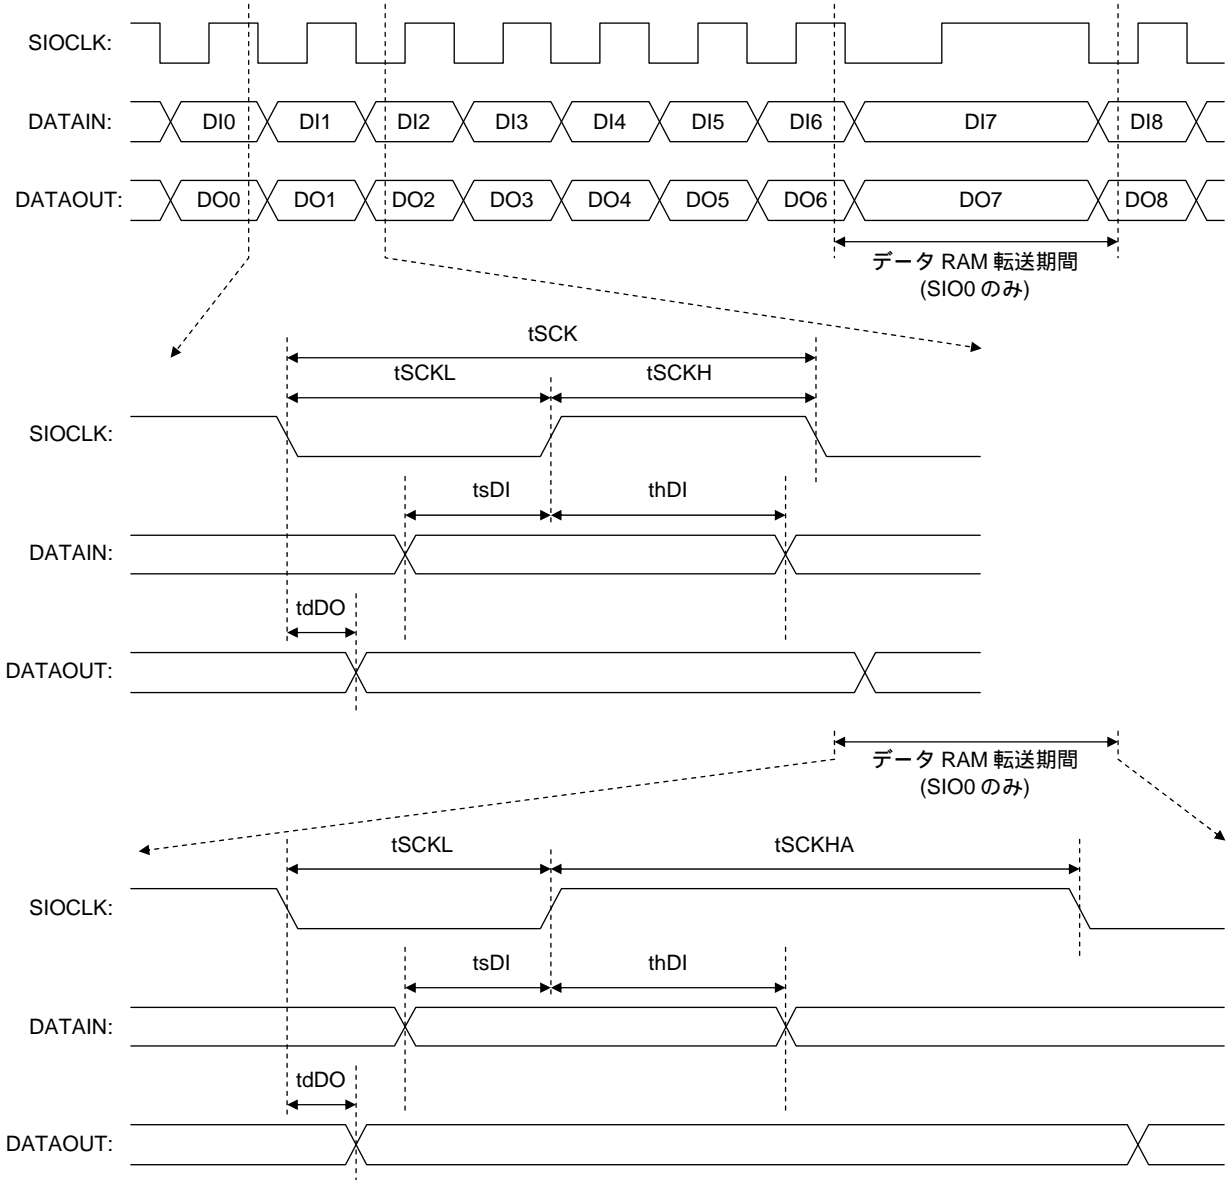 SIOCLK:
DATAIN: DI0 DI1 DI2 DI3 DI4 DI5 DI6 DI7 DI8
DATAOUT: DO0 DO1 DO2 DO3 DO4 DO5 DO6 DO7 DO8
データ RAM 転送期間
(SIO0 のみ)
tSCK
tSCKL tSCKH
SIOCLK:
tsDI thDI
DATAIN:
tdDO
DATAOUT:
データ RAM 転送期間
(SIO0 のみ)
tSCKL tSCKHA
SIOCLK:
tsDI thDI
DATAIN:
tdDO
DATAOUT: